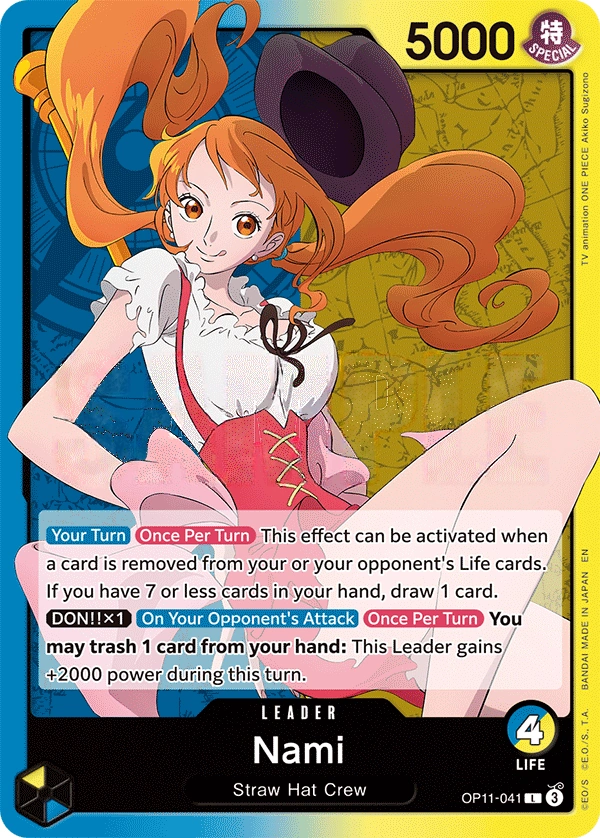 5000
特
SPECIAL
TV animation ONE PIECE Akiko Sugizono
Your Turn Once Per Turn This effect can be activated when
a card is removed from your or your opponent's Life cards.
If you have 7 or less cards in your hand, draw 1 card.
DON!!×1 On Your Opponent's Attack Once Per Turn You
may trash 1 card from your hand: This Leader gains
+2000 power during this turn.
LEADER
Nami
Straw Hat Crew
4
LIFE
OP11-041 L 3
©E.O/S ©E.O./S., T.A. BANDAI MADE IN JAPAN EN